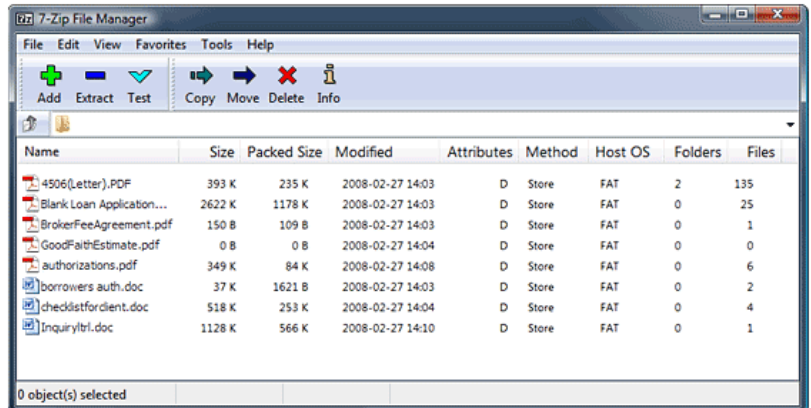 7z 7-Zip File Manager
File Edit View Favorites Tools Help
Add Extract Test Copy Move Delete Info
Name Size Packed Size Modified Attributes Method Host OS Folders Files
4506(Letter).PDF 393 K 235 K 2008-02-27 14:03 D Store FAT 2 135
Blank Loan Application... 2622 K 1178 K 2008-02-27 14:03 D Store FAT 0 25
BrokerFeeAgreement.pdf 150 B 109 B 2008-02-27 14:03 D Store FAT 0 1
GoodFaithEstimate.pdf 0 B 0 B 2008-02-27 14:04 D Store FAT 0 0
authorizations.pdf 349 K 84 K 2008-02-27 14:08 D Store FAT 0 6
borrowers auth.doc 37 K 1621 B 2008-02-27 14:03 D Store FAT 0 2
checklistforclient.doc 518 K 253 K 2008-02-27 14:04 D Store FAT 0 4
Inquiryltrl.doc 1128 K 566 K 2008-02-27 14:10 D Store FAT 0 1
0 object(s) selected